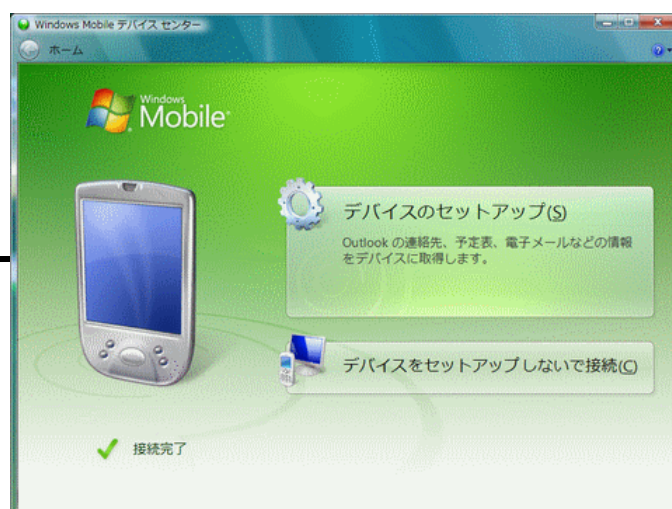 Windows Mobile デバイス センター
ホーム
Windows
Mobile
デバイスのセットアップ(S)
Outlook の連絡先、予定表、電子メールなどの情報
をデバイスに取得します。
デバイスをセットアップしないで接続(C)
接続完了